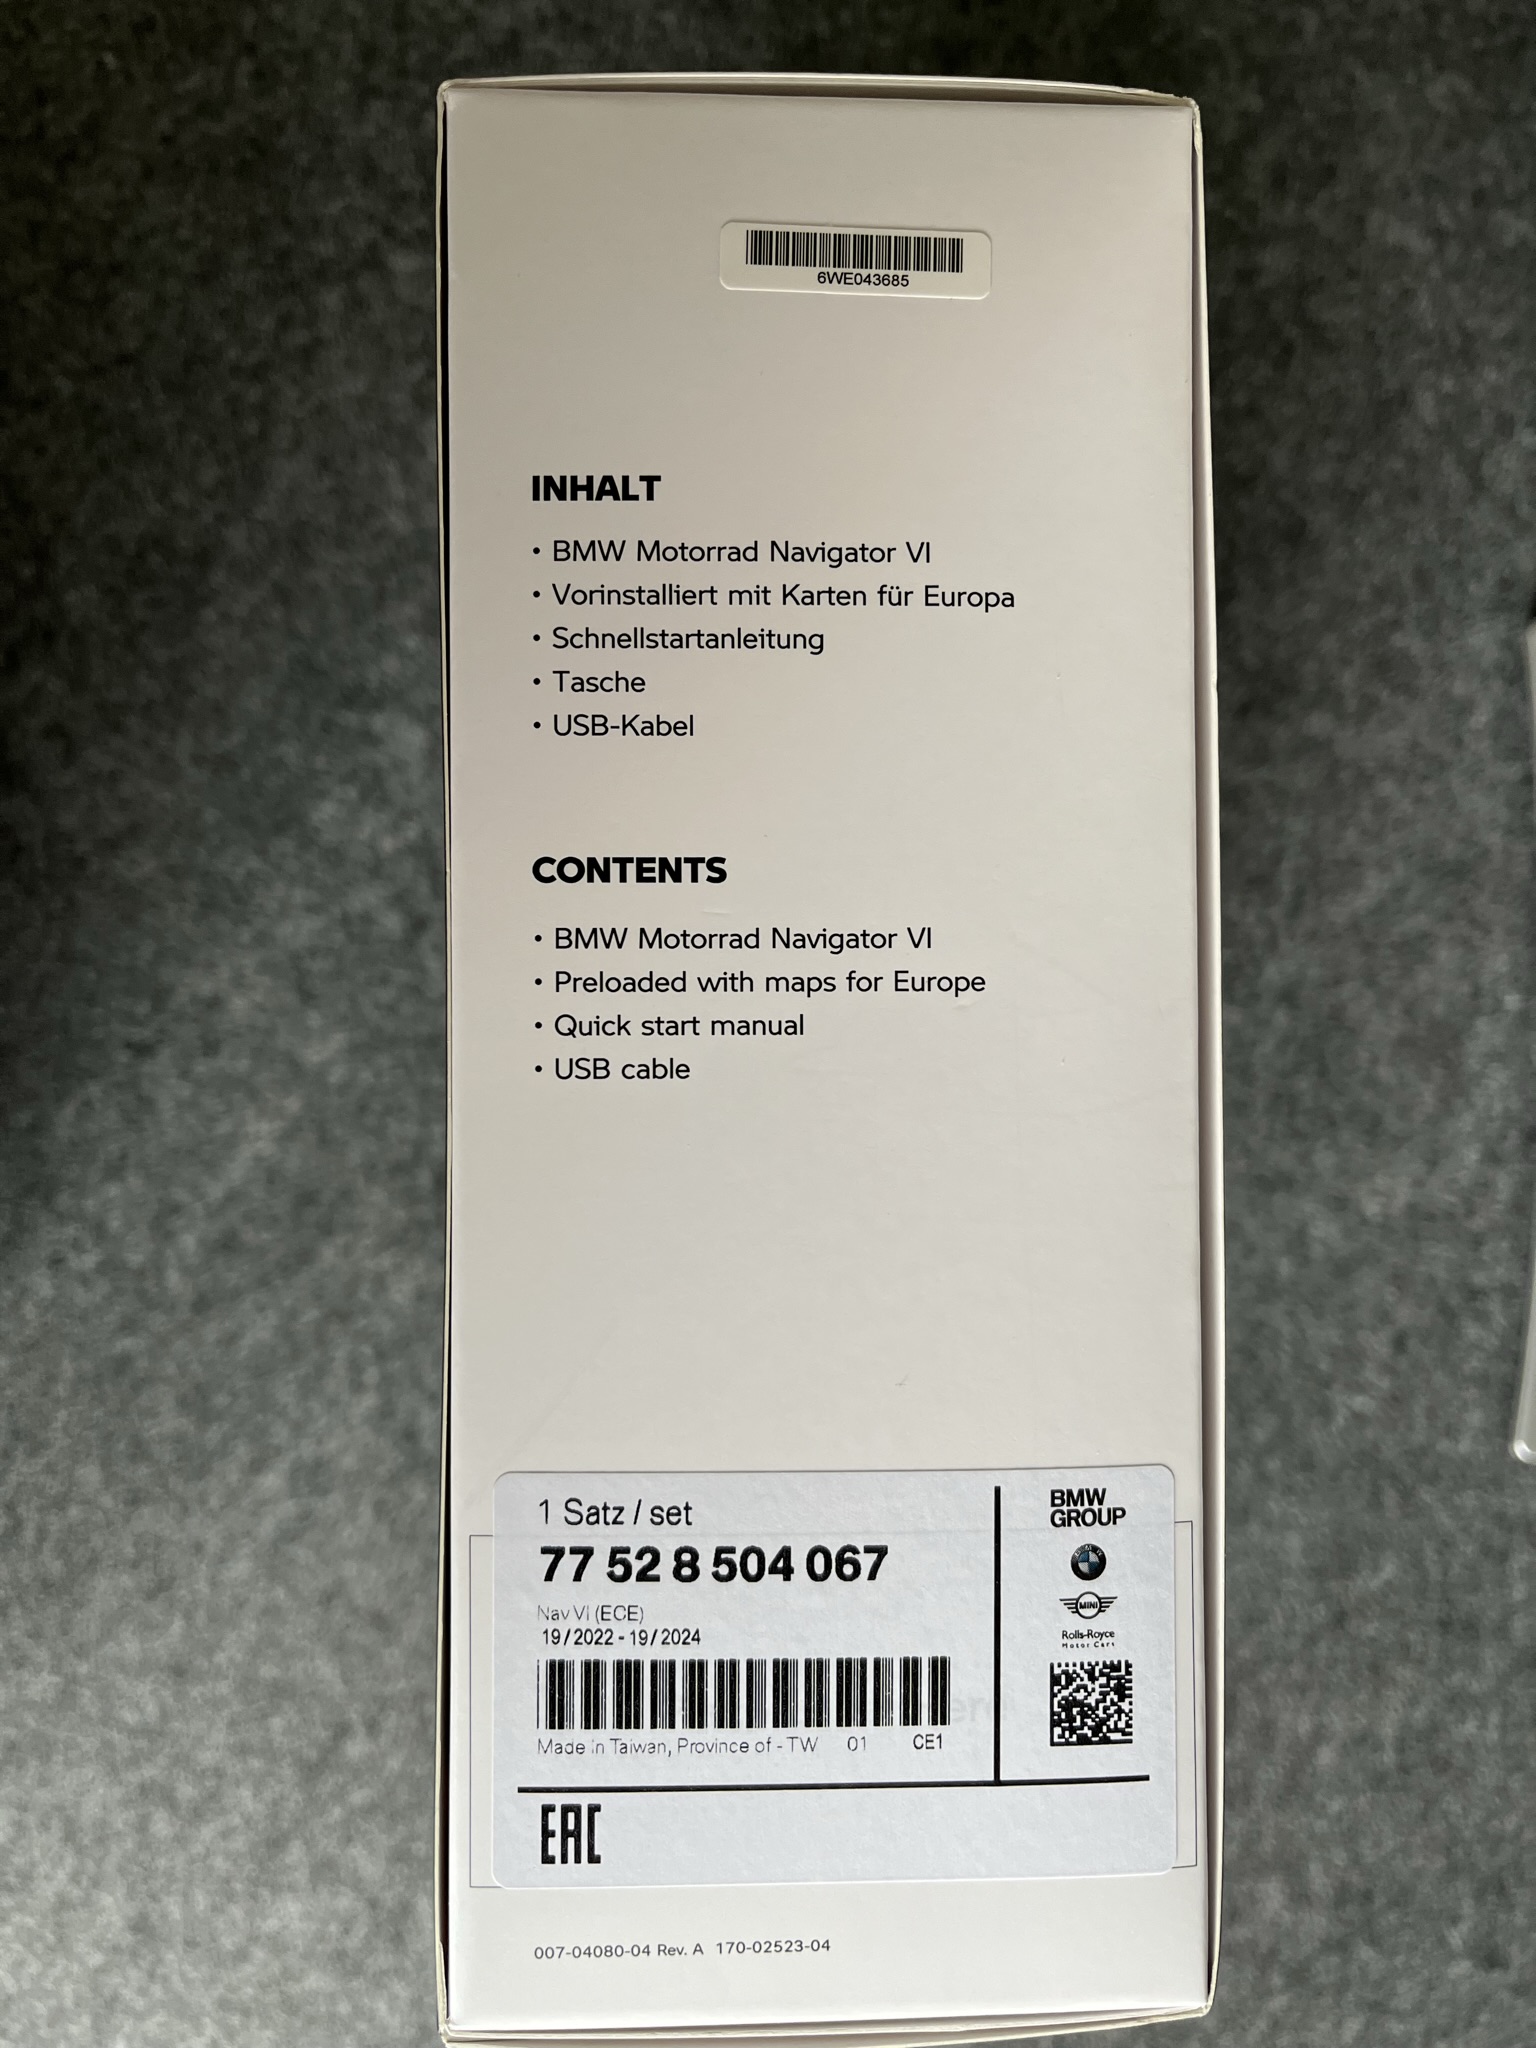 6WE043685
INHALT
• BMW Motorrad Navigator VI
• Vorinstalliert mit Karten für Europa
• Schnellstartanleitung
• Tasche
• USB-Kabel
CONTENTS
• BMW Motorrad Navigator VI
• Preloaded with maps for Europe
• Quick start manual
• USB cable
1 Satz / set
77 52 8 504 067
Nav VI (ECE)
19/2022 - 19/2024
Made in Taiwan, Province of - TW 01 CE1
BMW
GROUP
MINI
Rolls-Royce
Motor Cars
EAC
007-04080-04 Rev. A 170-02523-04